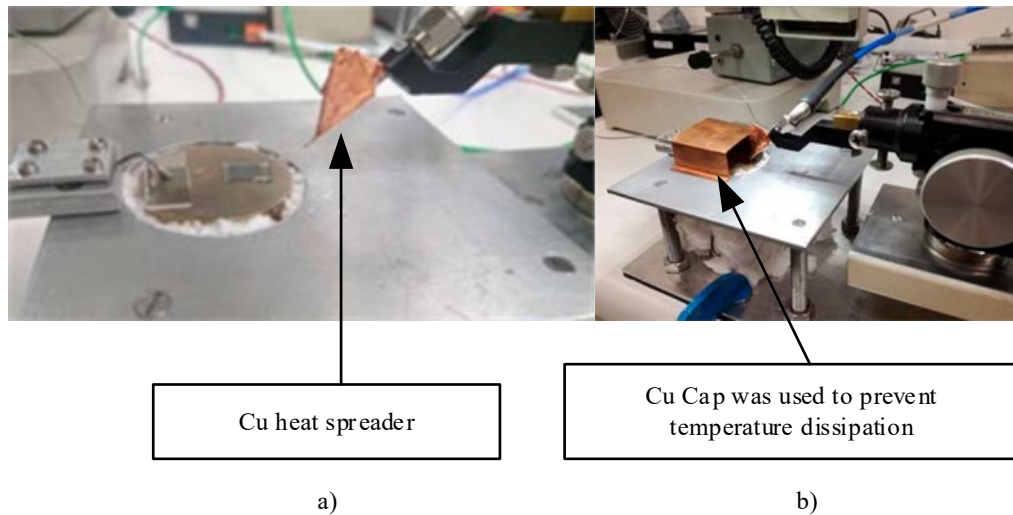 Cu heat spreader
Cu Cap was used to prevent
temperature dissipation
a)
b)